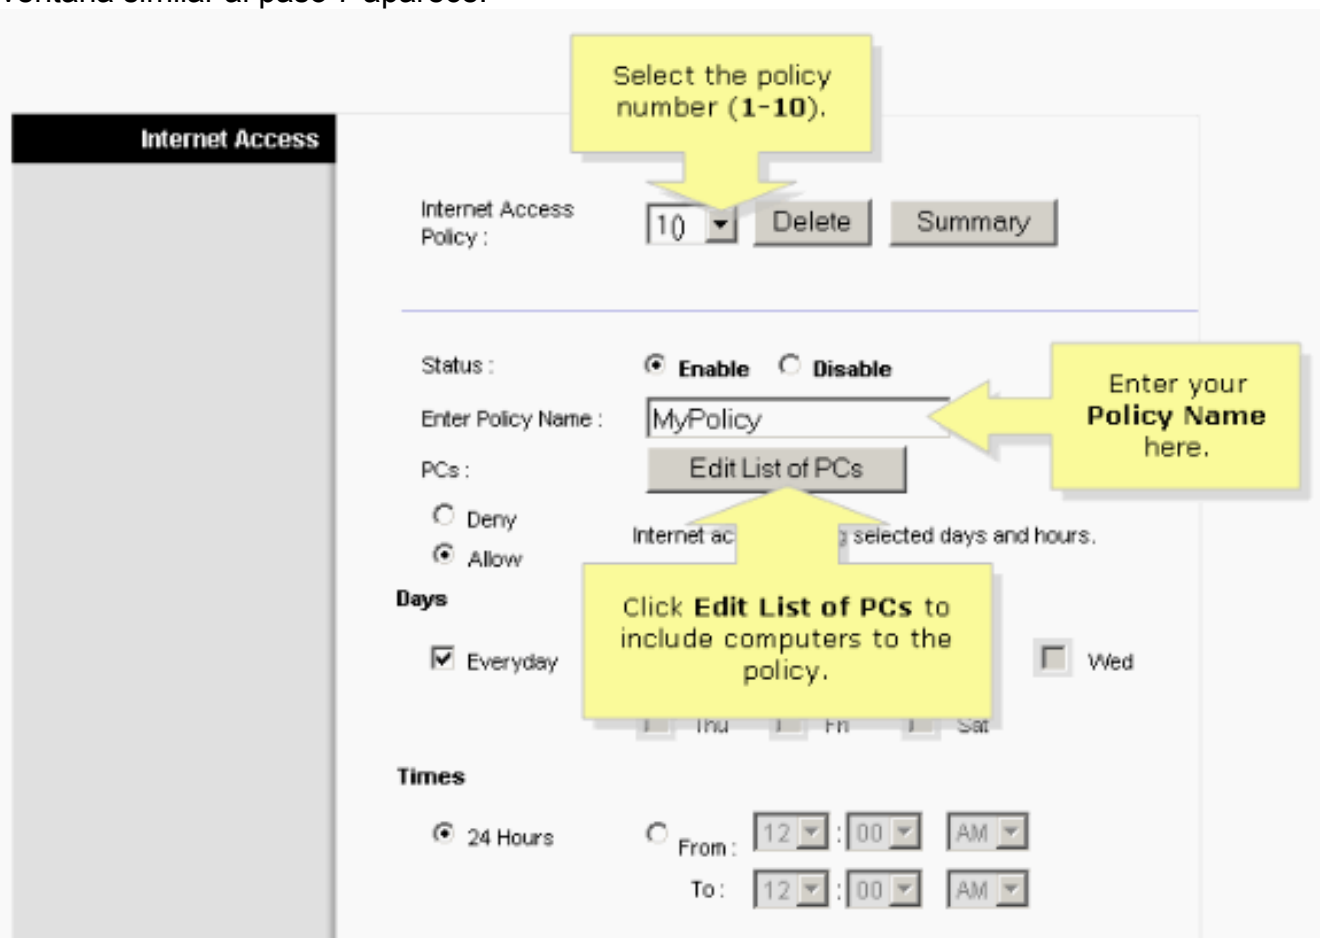 Select the policy
number (1-10).
Internet Access
Internet Access
Policy :
10
Delete
Summary
Status :
Enable
Disable
Enter Policy Name :
MyPolicy
Enter your
Policy Name
here.
PCs :
Edit List of PCs
Deny
Allow
Internet selected days and hours.
Click Edit List of PCs to
include computers to the
policy.
Days
Everyday
Wed
Thu Fri Sat
Times
24 Hours
From : 12 : 00 AM
To : 12 : 00 AM